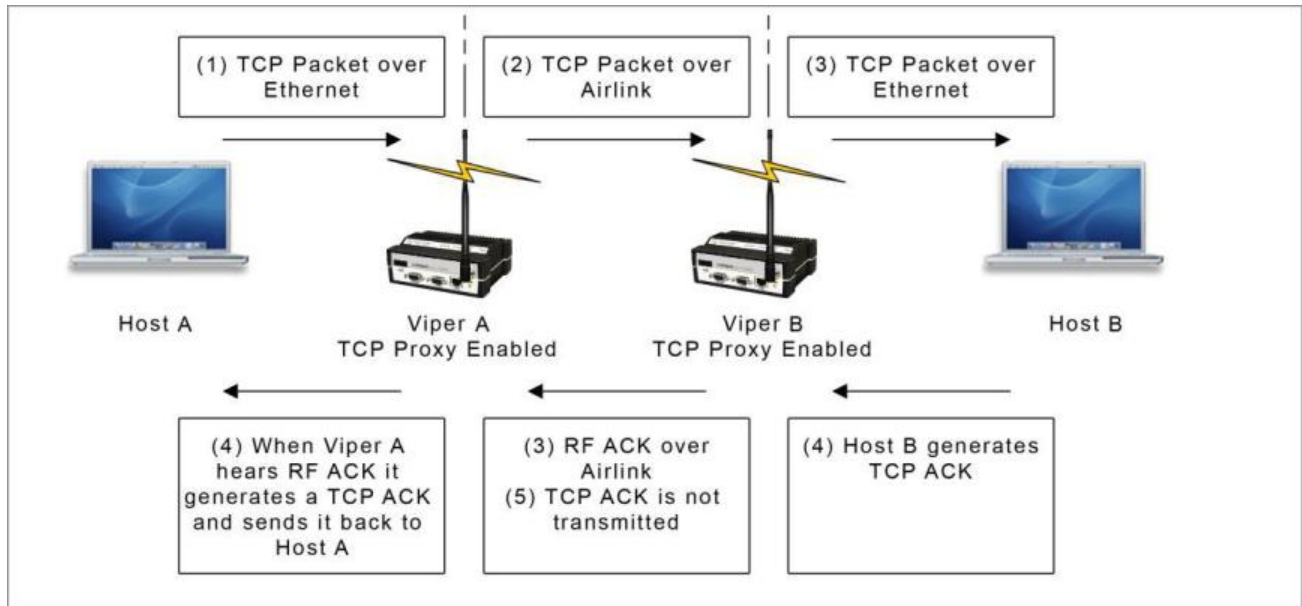 (1) TCP Packet over
Ethernet
(2) TCP Packet over
Airlink
(3) TCP Packet over
Ethernet
Host A
Viper A
TCP Proxy Enabled
Viper B
TCP Proxy Enabled
Host B
(4) When Viper A
hears RF ACK it
generates a TCP ACK
and sends it back to
Host A
(3) RF ACK over
Airlink
(5) TCP ACK is not
transmitted
(4) Host B generates
TCP ACK